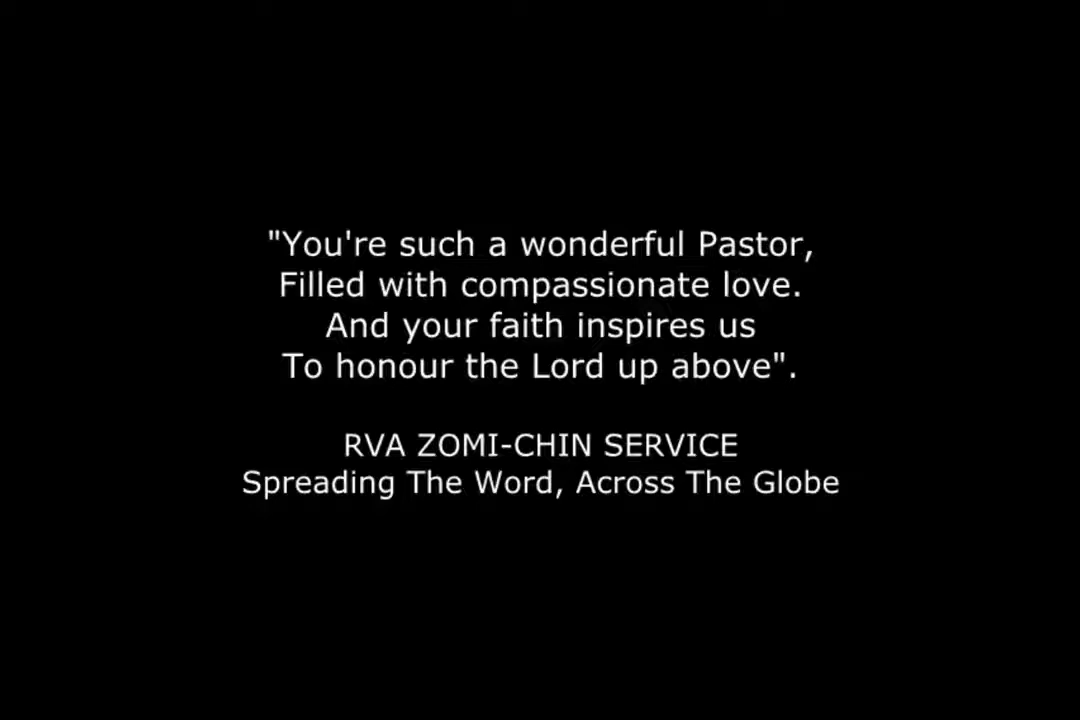 "You're such a wonderful Pastor,
Filled with compassionate love.
And your faith inspires us
To honour the Lord up above".
RVA ZOMI-CHIN SERVICE
Spreading The Word, Across The Globe